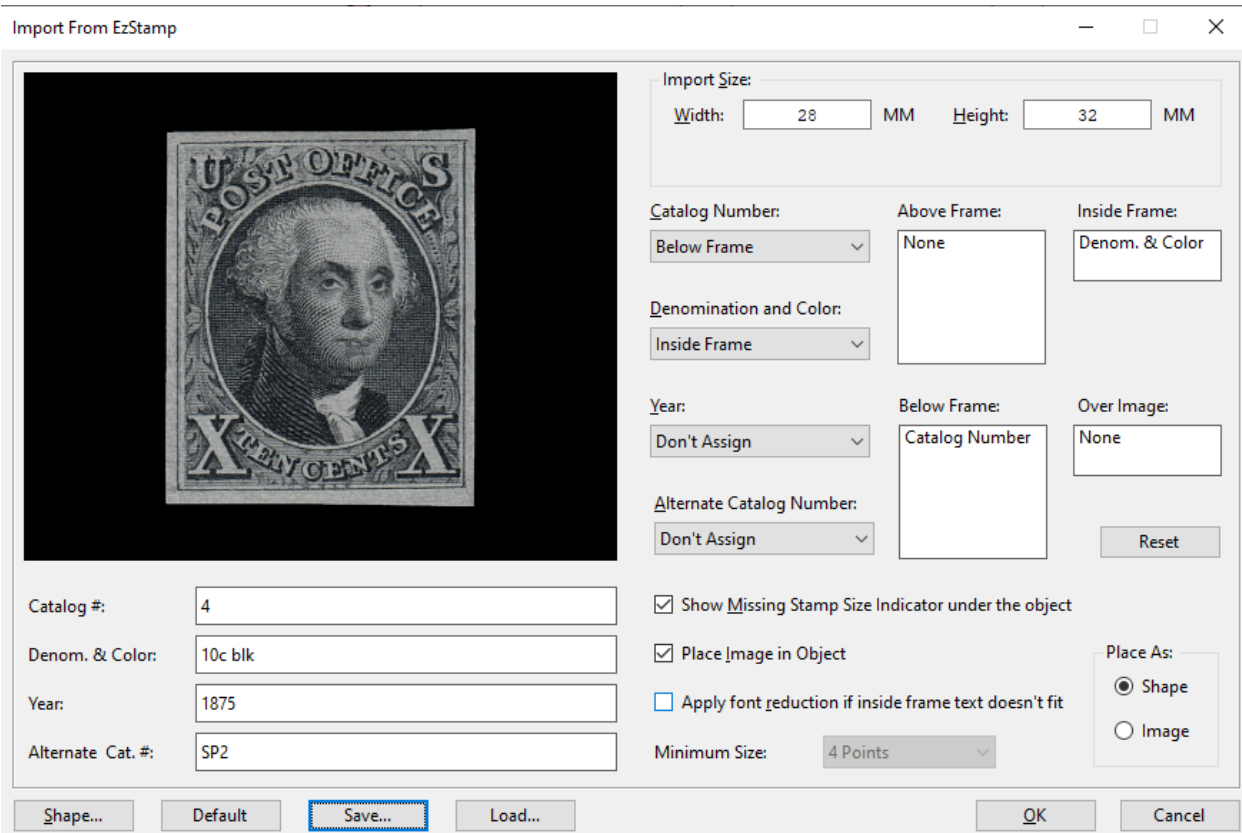 Import From EzStamp
U S
POST OFFICE
X TEN CENTS X
Import Size:
Width: 28 MM Height: 32 MM
Catalog Number: Above Frame: Inside Frame:
Below Frame None Denom. & Color
Denomination and Color:
Inside Frame
Year: Below Frame: Over Image:
Don't Assign Catalog Number None
Alternate Catalog Number:
Don't Assign Reset
Catalog #: 4
Denom. & Color: 10c blk
Year: 1875
Alternate Cat. #: SP2
Show Missing Stamp Size Indicator under the object
Place Image in Object
Apply font reduction if inside frame text doesn't fit
Minimum Size: 4 Points
Place As:
Shape
Image
Shape... Default Save... Load... OK Cancel